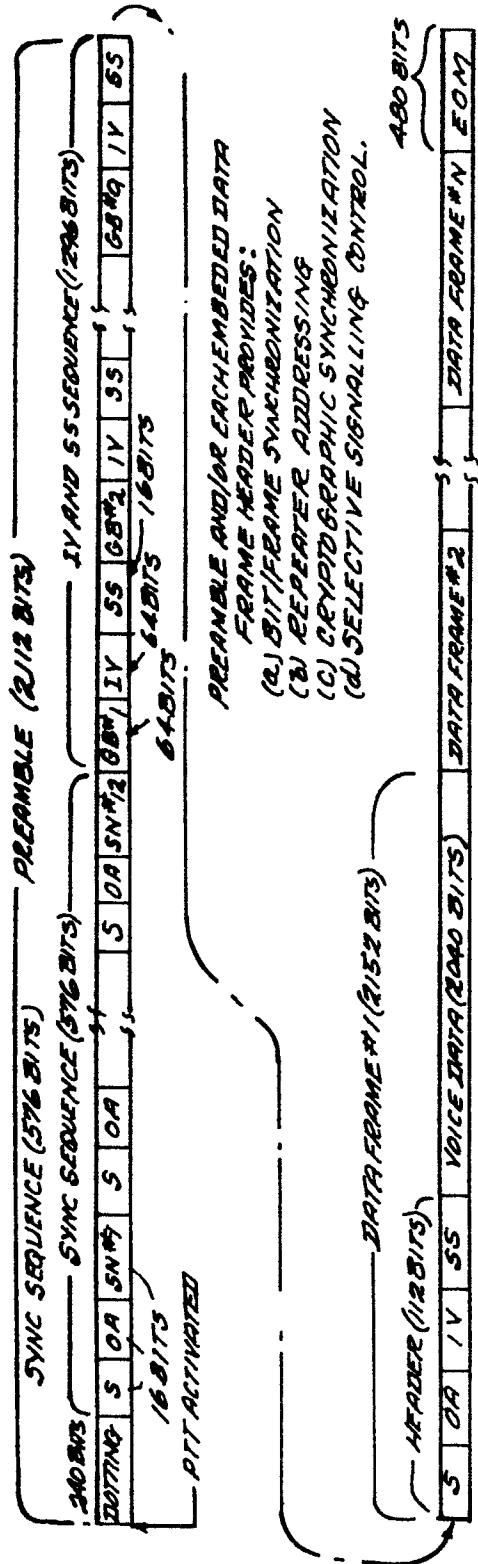 PREAMBLE (2112 BITS)
SYNC SEQUENCE (576 BITS)
240 BITS
SYNC SEQUENCE (576 BITS)
IV AND SS SEQUENCE (1296 BITS)
DOTTING S OA SN#7 S OA S OA SN#12 GB#1 IV SS GB#2 IV SS GB#9 IV SS
16 BITS
64 BITS
64 BITS
16 BITS
PTT ACTIVATED
PREAMBLE AND/OR EACH EMBEDED DATA
FRAME HEADER PROVIDES:
(a) BIT/FRAME SYNCHRONIZATION
(b) REPEATER ADDRESSING
(c) CRYPTOGRAPHIC SYNCHRONIZATION
(d) SELECTIVE SIGNALLING CONTROL.
DATA FRAME #1 (2152 BITS)
HEADER (112 BITS)
480 BITS
S OA IV SS VOICE DATA (2040 BITS) DATA FRAME #2 DATA FRAME #N EOM